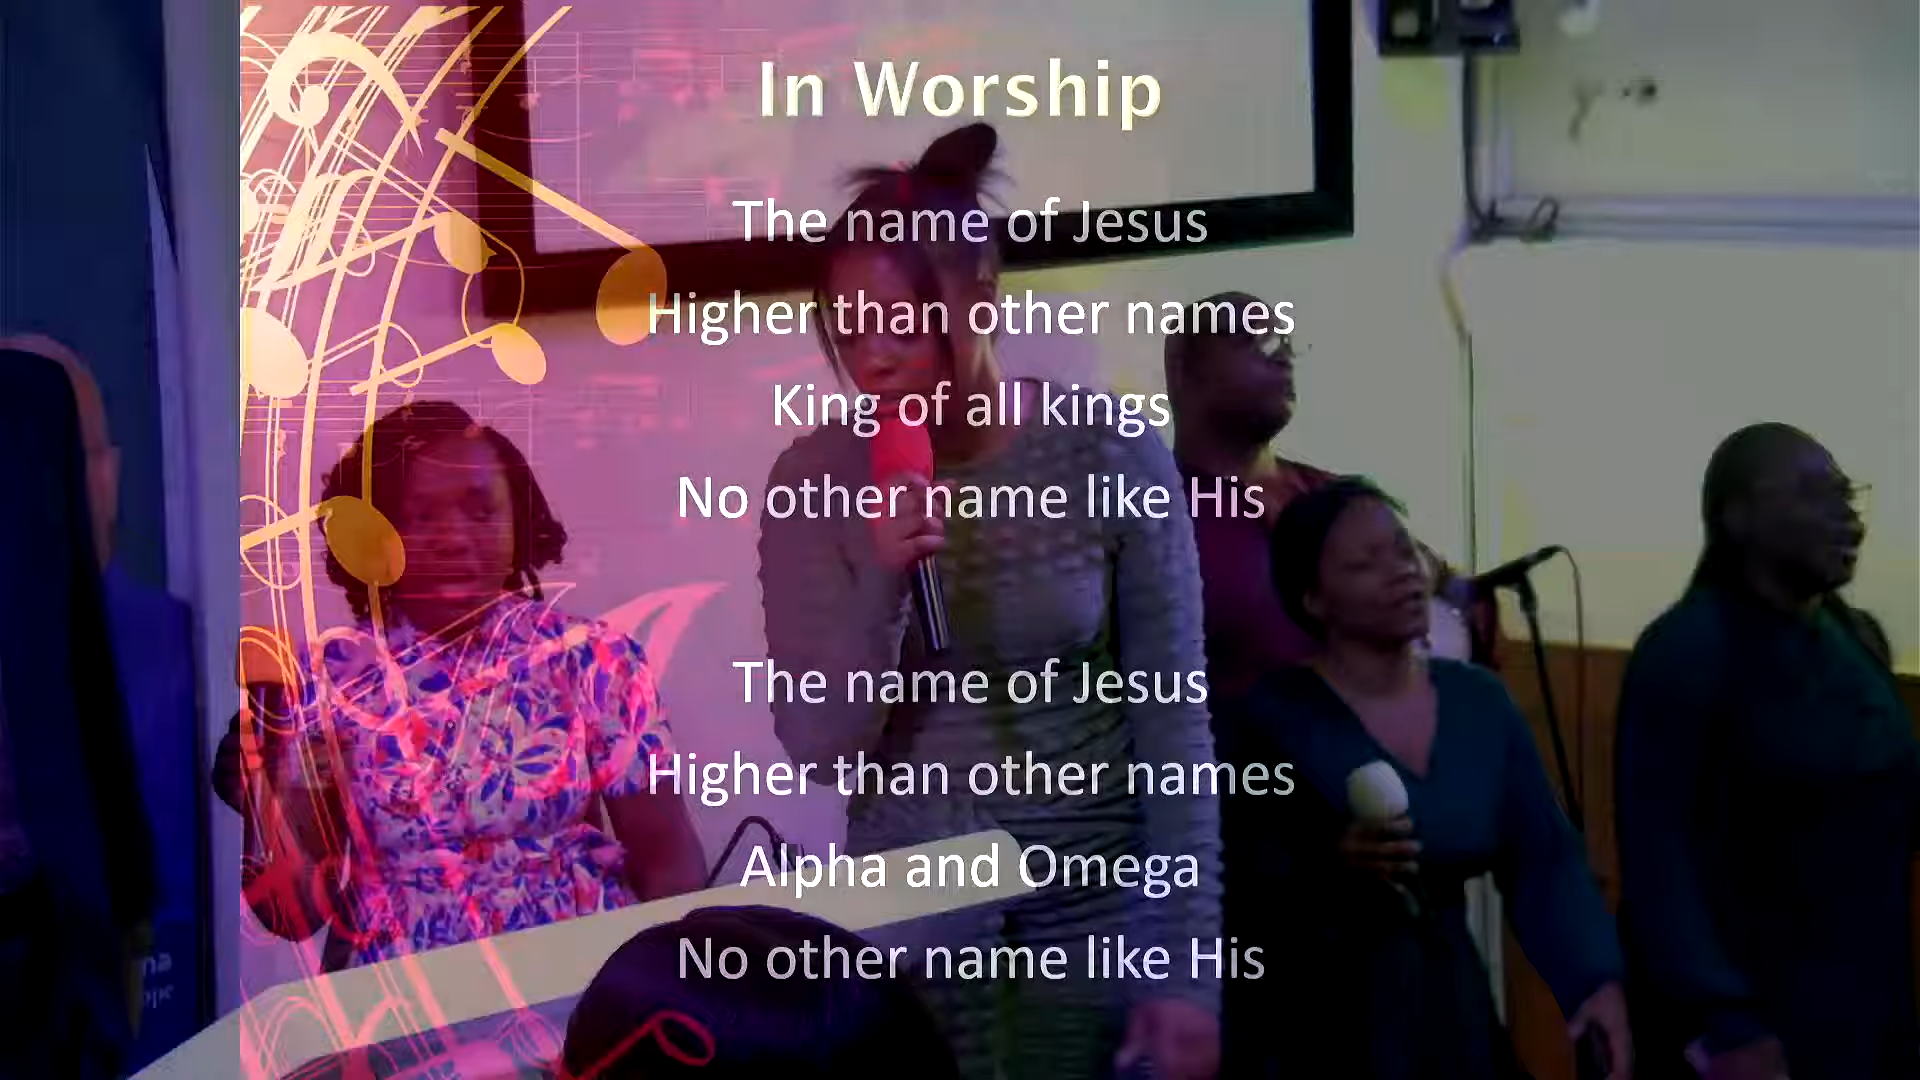 In Worship
The name of Jesus
Higher than other names
King of all kings
No other name like His
The name of Jesus
Higher than other names
Alpha and Omega
No other name like His